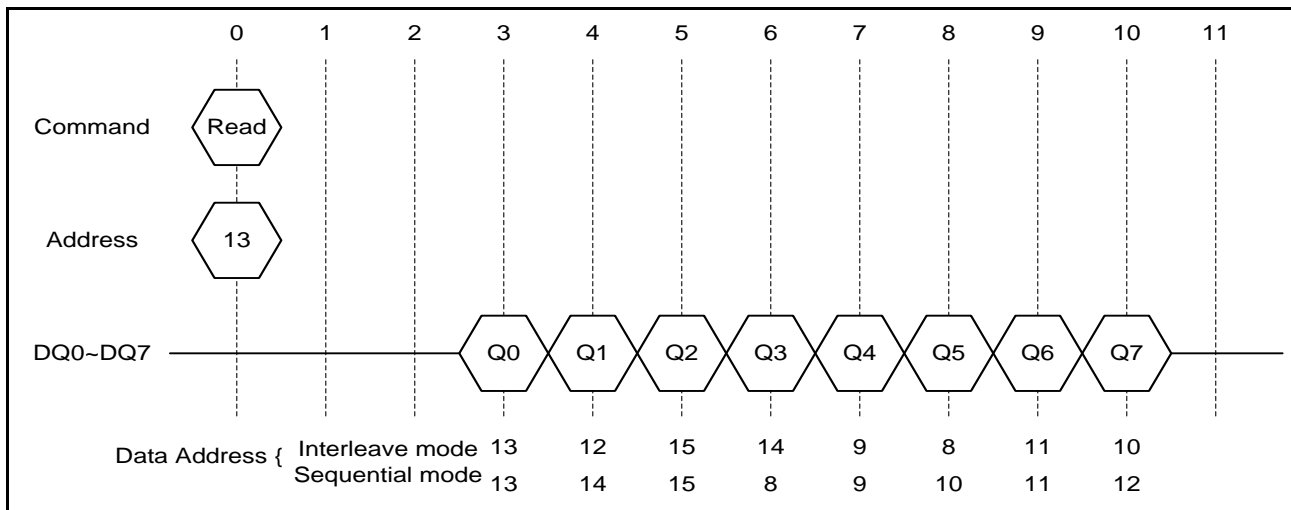 0 1 2 3 4 5 6 7 8 9 10 11
Command Read
Address 13
DQ0~DQ7 Q0 Q1 Q2 Q3 Q4 Q5 Q6 Q7
Data Address { Interleave mode 13 12 15 14 9 8 11 10
Sequential mode 13 14 15 8 9 10 11 12